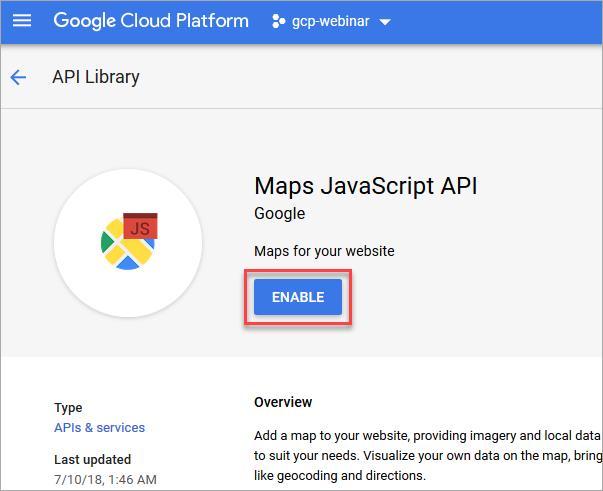 Google Cloud Platform gcp-webinar
API Library
JS
Maps JavaScript API
Google
Maps for your website
ENABLE
Type
APIs & services
Last updated
7/10/18, 1:46 AM
Overview
Add a map to your website, providing imagery and local data
to suit your needs. Visualize your own data on the map, bring
like geocoding and directions.